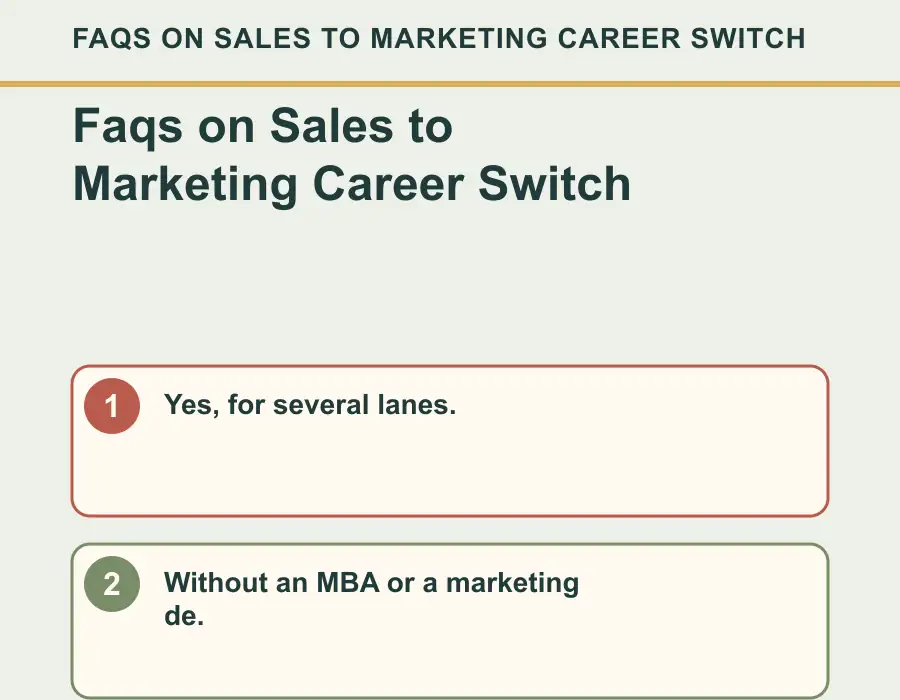 FAQS ON SALES TO MARKETING CAREER SWITCH
Faqs on Sales to
Marketing Career Switch
1
Yes, for several lanes.
2
Without an MBA or a marketing
de.